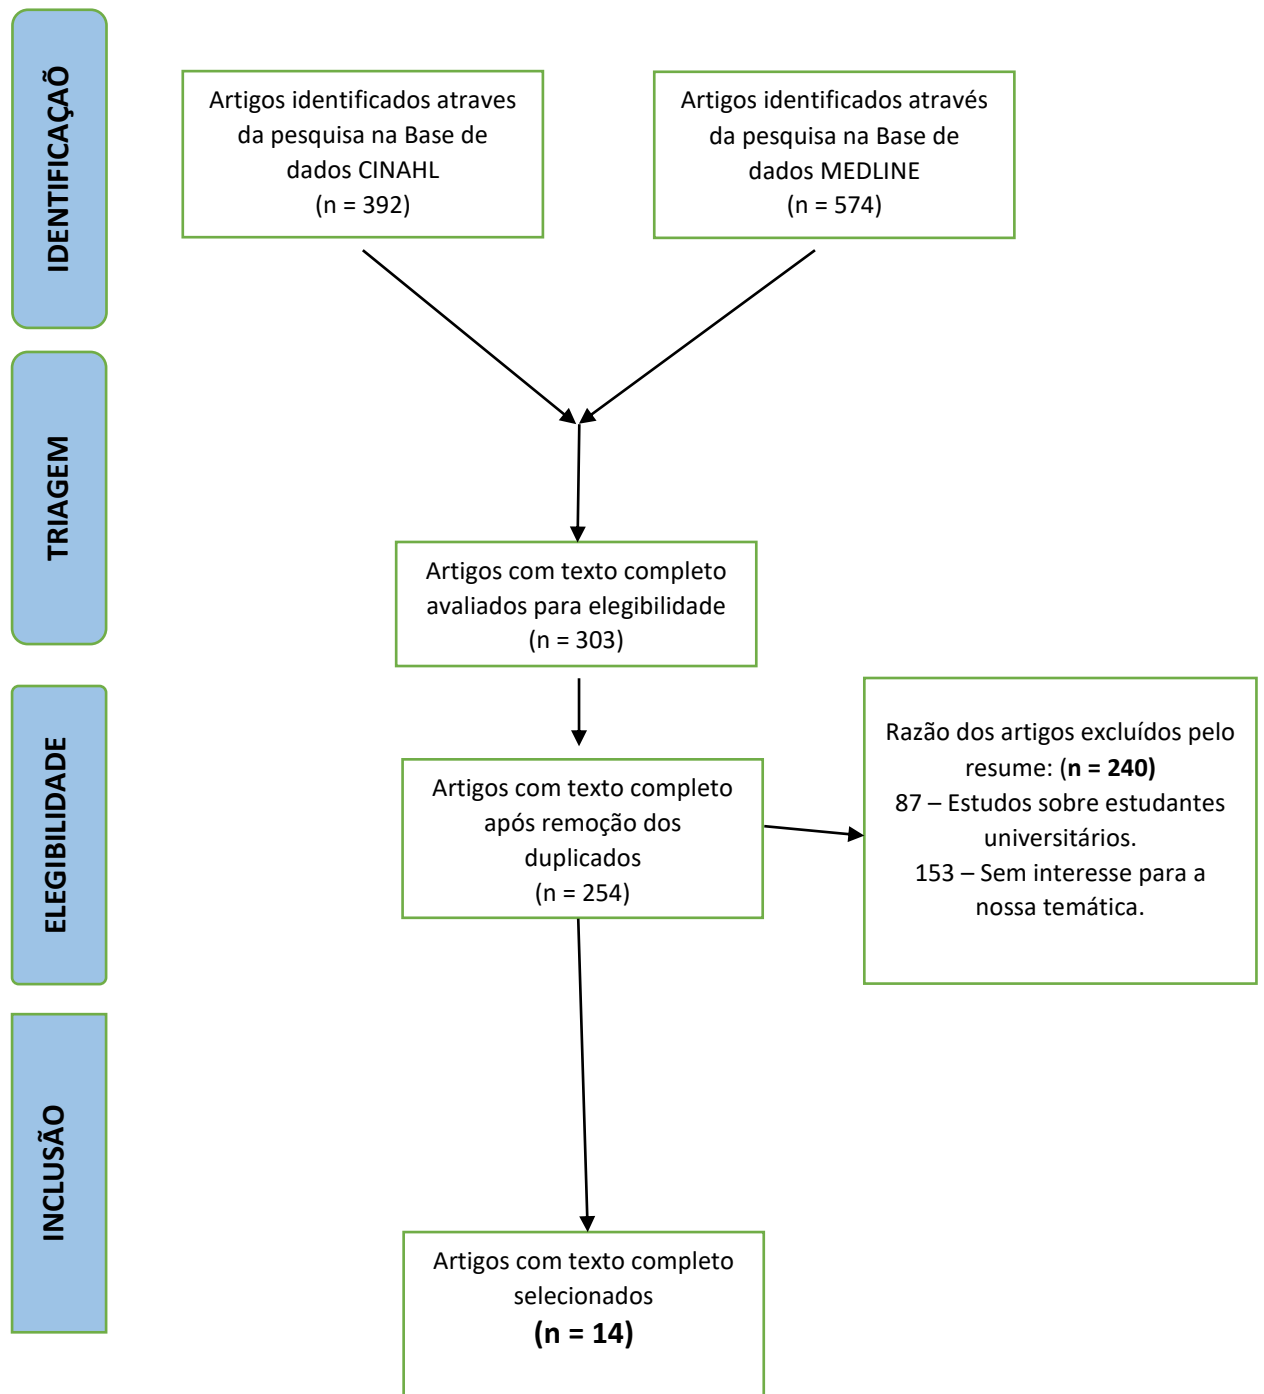 IDENTIFICAÇAÕ
Artigos identificados atraves
da pesquisa na Base de
dados CINAHL
(n = 392)
Artigos identificados através
da pesquisa na Base de
dados MEDLINE
(n = 574)
TRIAGEM
Artigos com texto completo
avaliados para elegibilidade
(n = 303)
ELEGIBILIDADE
Artigos com texto completo
após remoção dos
duplicados
(n = 254)
Razão dos artigos excluídos pelo
resume: (n = 240)
87 – Estudos sobre estudantes
universitários.
153 – Sem interesse para a
nossa temática.
INCLUSÃO
Artigos com texto completo
selecionados
(n = 14)